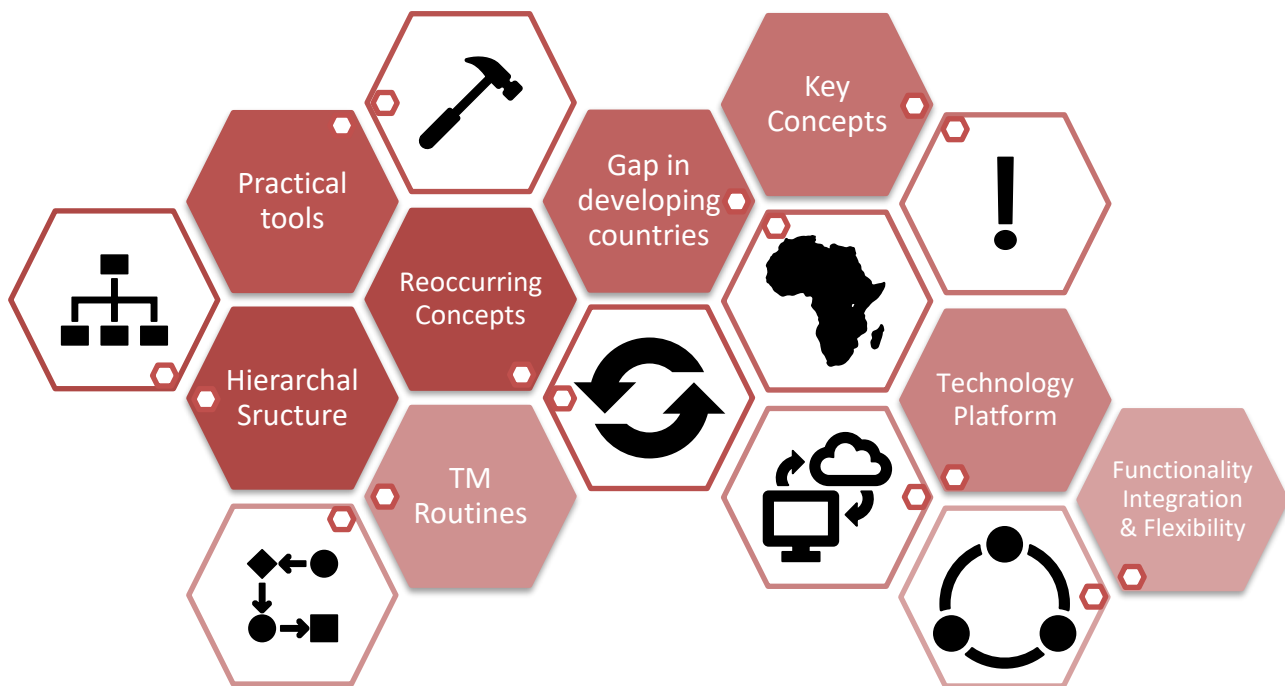 Key
Concepts
Practical
tools
Gap in
developing
countries
Reoccurring
Concepts
Hierarchal
Sructure
Technology
Platform
TM
Routines
Functionality
Integration
& Flexibility